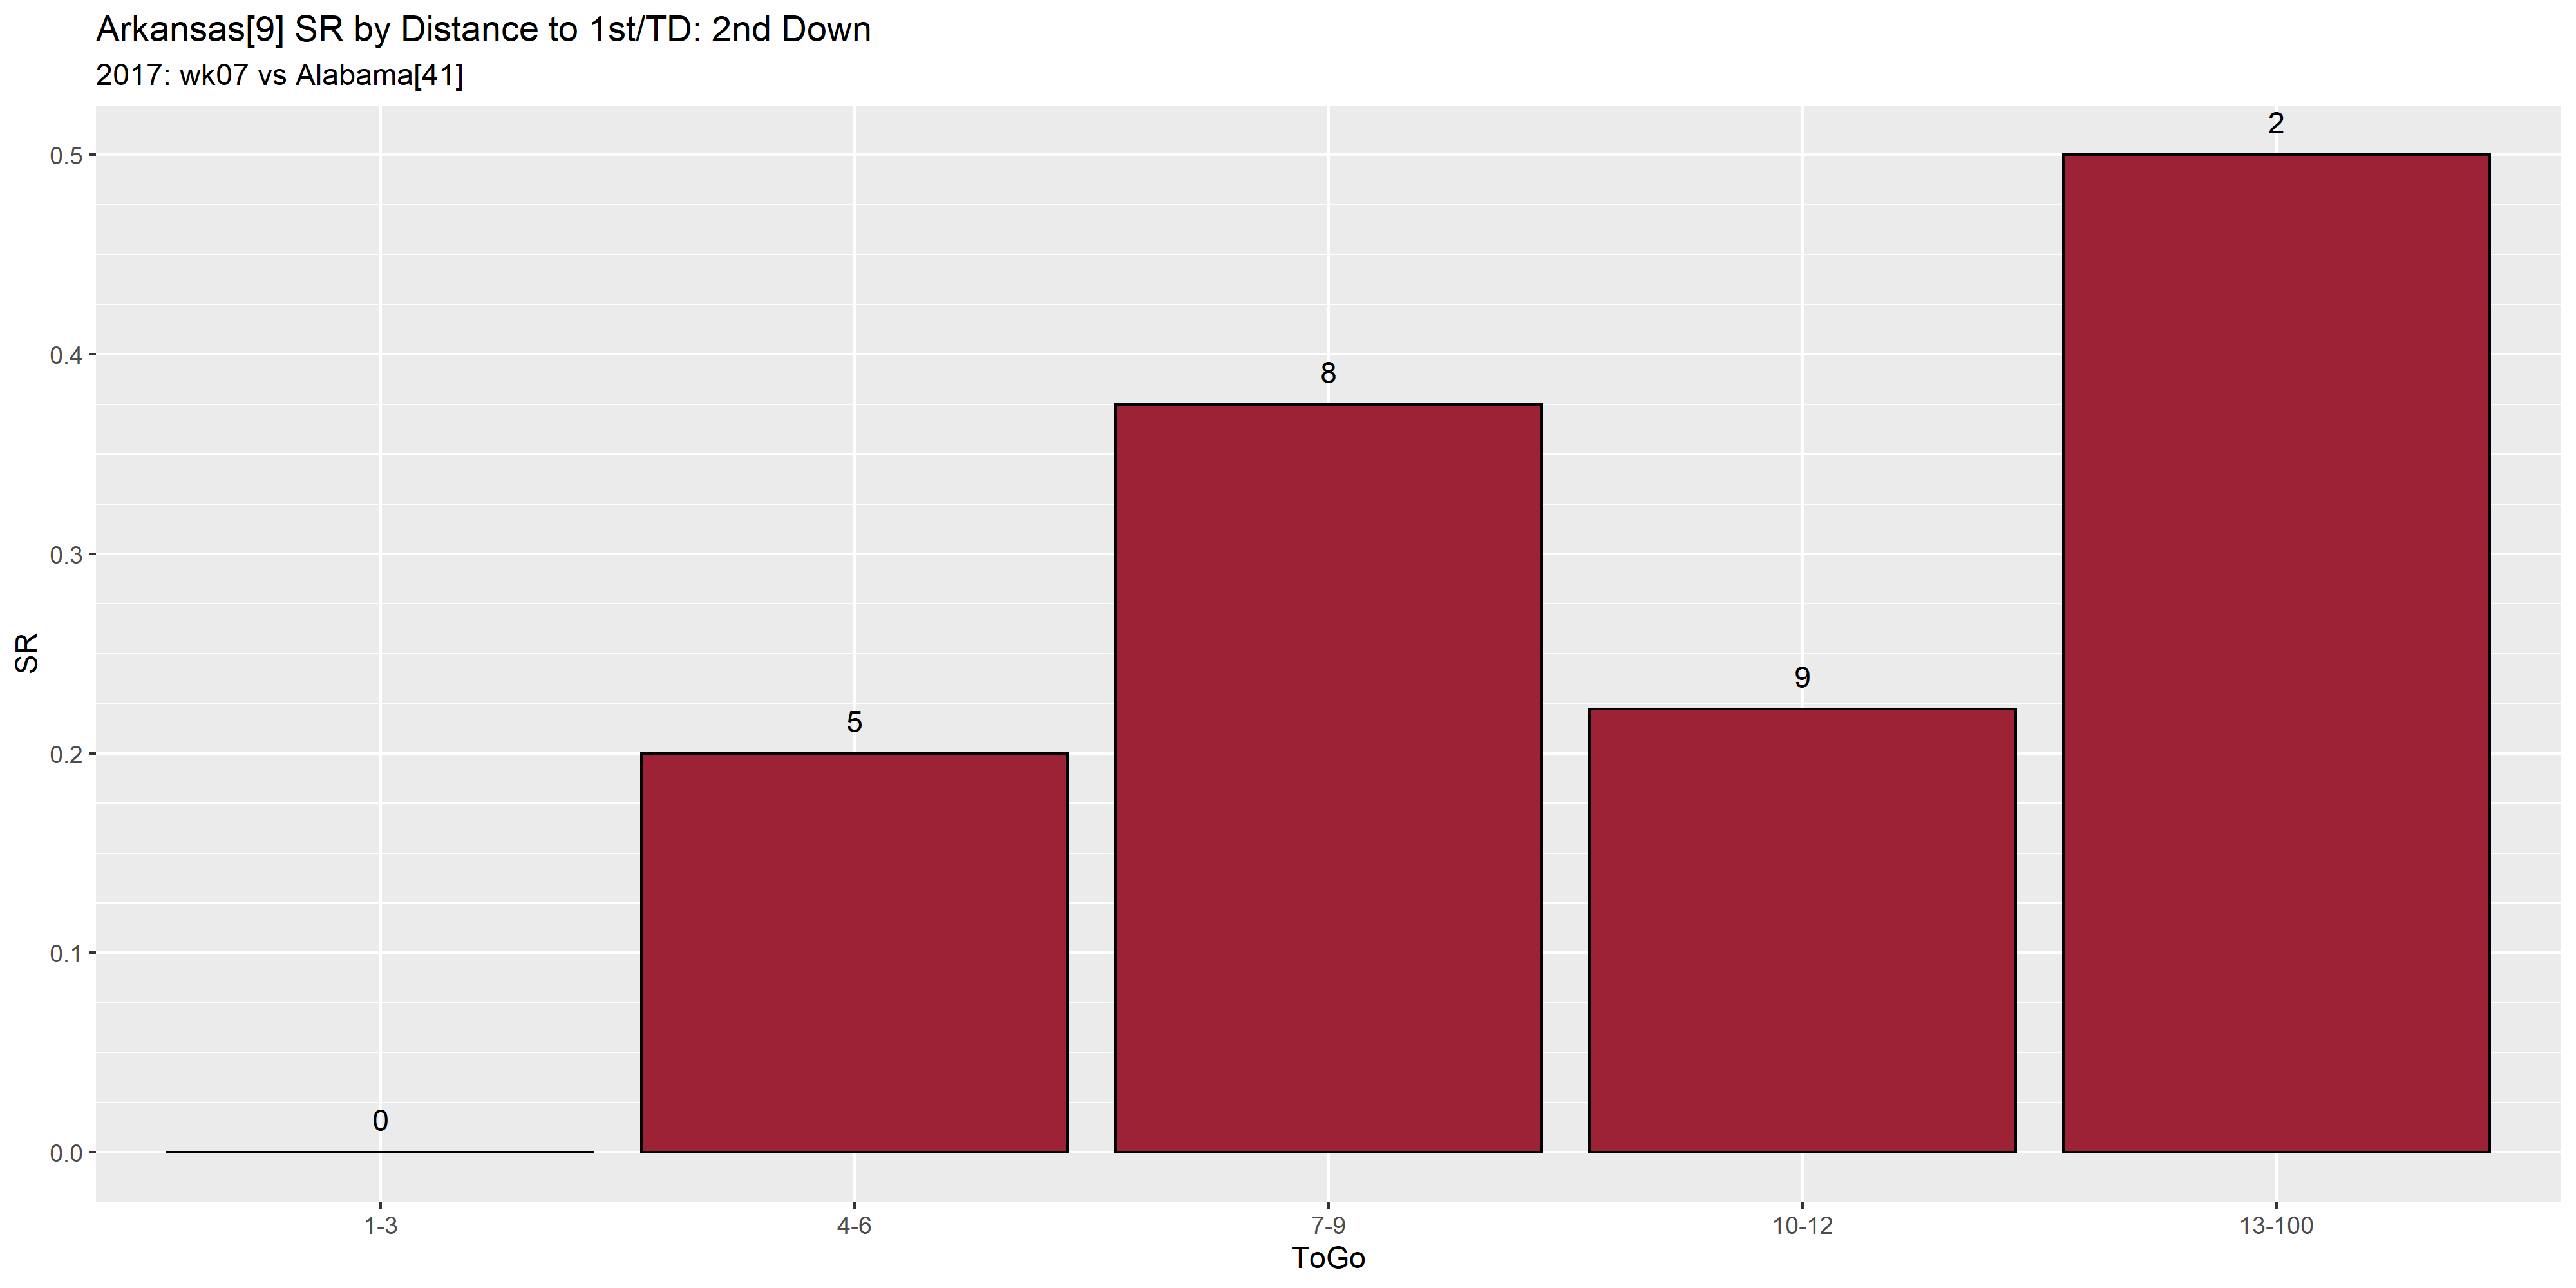 Arkansas[9] SR by Distance to 1st/TD: 2nd Down
2017: wk07 vs Alabama[41]
2
0.5
0.4
8
0.3
SR
9
5
0.2
0.1
0
0.0
1-3 4-6 7-9 10-12 13-100
ToGo